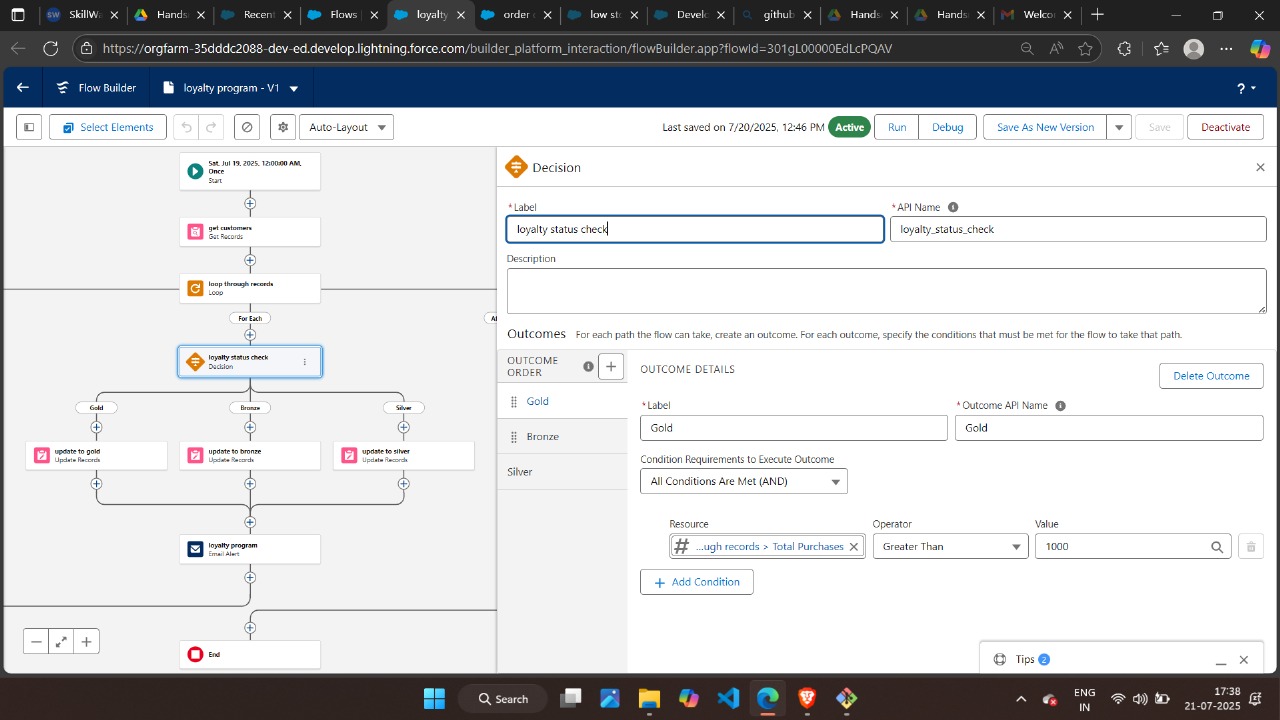 SkillWa
Hands
Recent
Flows
loyalty
order c
low sto
Develo
github
Hands
Hands
Welco
https://orgfarm-35dddc2088-dev-ed.develop.lightning.force.com/builder_platform_interaction/flowBuilder.app?flowId=301gL00000EdLcPQAV
Flow Builder
loyalty program - V1
?
Select Elements
Auto-Layout
Last saved on 7/20/2025, 12:46 PM
Active
Run
Debug
Save As New Version
Save
Deactivate
Sat, Jul 19, 2025, 12:00:00 AM,
Once
Start
get customers
Get Records
loop through records
Loop
For Each
loyalty status check
Decision
Gold
Bronze
Silver
update to gold
Update Records
update to bronze
Update Records
update to silver
Update Records
loyalty program
Email Alert
End
Decision
* Label
loyalty status check
* API Name
loyalty_status_check
Description
Outcomes
For each path the flow can take, create an outcome. For each outcome, specify the conditions that must be met for the flow to take that path.
OUTCOME
ORDER
Gold
Bronze
Silver
OUTCOME DETAILS
Delete Outcome
* Label
Gold
* Outcome API Name
Gold
Condition Requirements to Execute Outcome
All Conditions Are Met (AND)
Resource
...ugh records > Total Purchases
Operator
Greater Than
Value
1000
Add Condition
Tips 2
Search
ENG
IN
17:38
21-07-2025